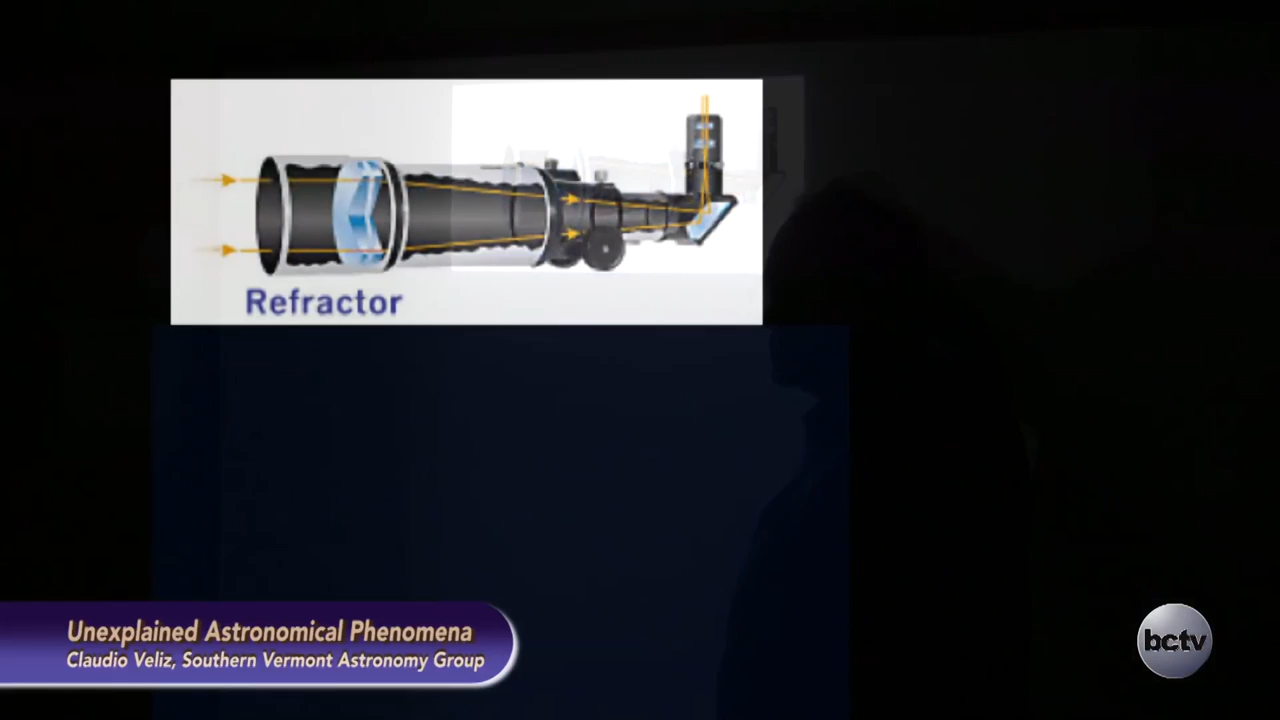 Refractor
Unexplained Astronomical Phenomena
Claudio Veliz, Southern Vermont Astronomy Group
bctv